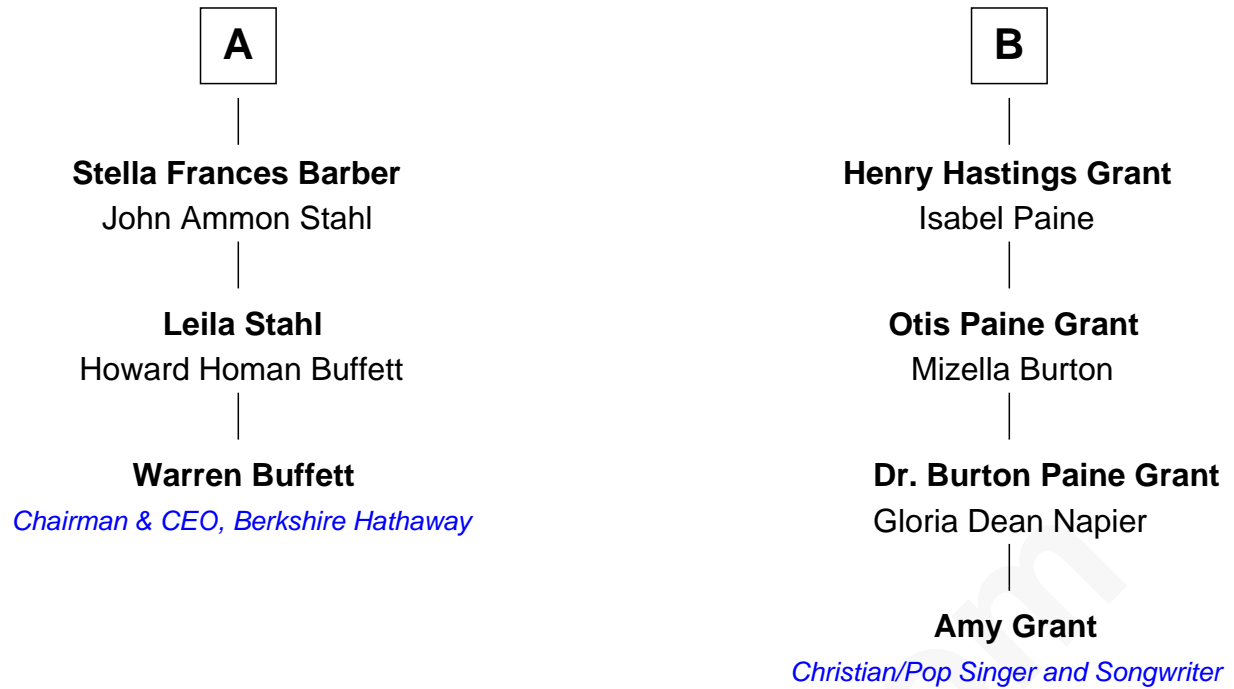 A
Stella Frances Barber
John Ammon Stahl
Leila Stahl
Howard Homan Buffett
Warren Buffett
Chairman & CEO, Berkshire Hathaway
B
Henry Hastings Grant
Isabel Paine
Otis Paine Grant
Mizella Burton
Dr. Burton Paine Grant
Gloria Dean Napier
Amy Grant
Christian/Pop Singer and Songwriter